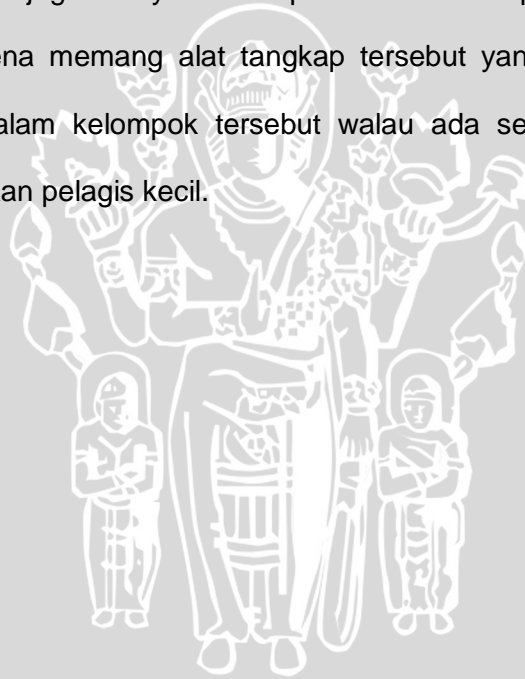 ena memang alat tangkap tersebut yan
alam kelompok tersebut walau ada se
an pelagis kecil.